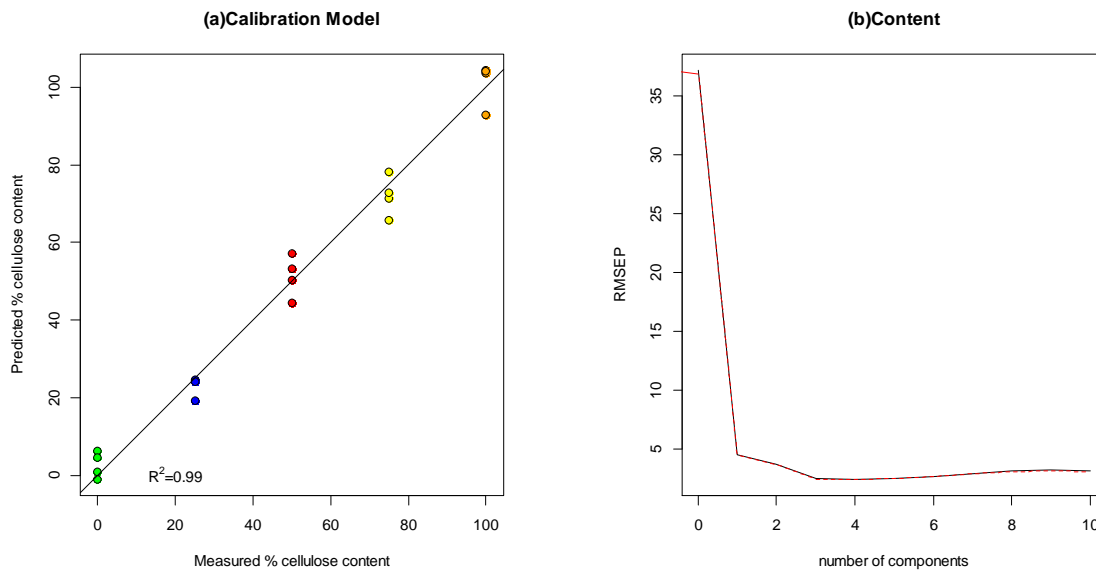 (a)Calibration Model
Predicted % cellulose content
100
80
60
40
20
0
R²=0.99
0 20 40 60 80 100
Measured % cellulose content
(b)Content
RMSEP
35
30
25
20
15
10
5
0 2 4 6 8 10
number of components